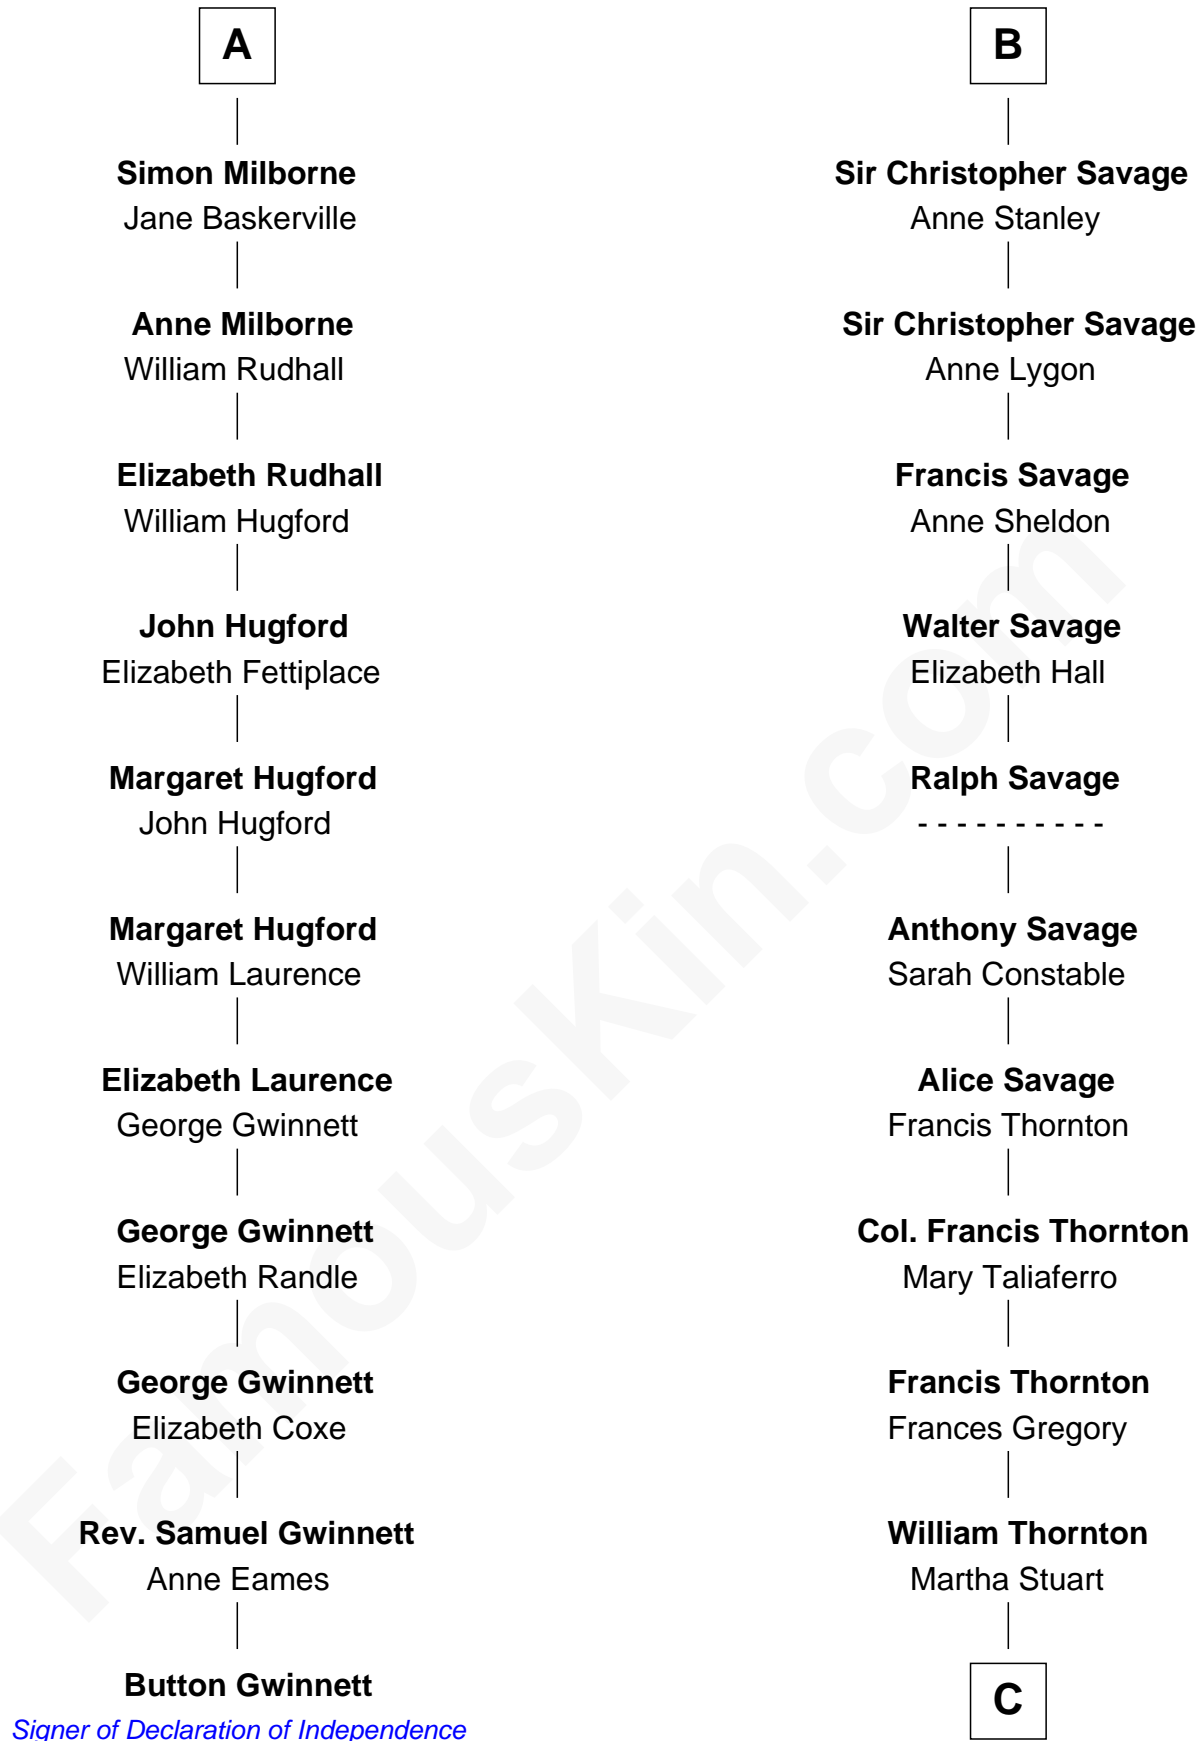 A
Simon Milborne
Jane Baskerville
Anne Milborne
William Rudhall
Elizabeth Rudhall
William Hugford
John Hugford
Elizabeth Fettiplace
Margaret Hugford
John Hugford
Margaret Hugford
William Laurence
Elizabeth Laurence
George Gwinnett
George Gwinnett
Elizabeth Randle
George Gwinnett
Elizabeth Coxe
Rev. Samuel Gwinnett
Anne Eames
Button Gwinnett
Signer of Declaration of Independence
B
Sir Christopher Savage
Anne Stanley
Sir Christopher Savage
Anne Lygon
Francis Savage
Anne Sheldon
Walter Savage
Elizabeth Hall
Ralph Savage
- - - - - - - - - -
Anthony Savage
Sarah Constable
Alice Savage
Francis Thornton
Col. Francis Thornton
Mary Taliaferro
Francis Thornton
Frances Gregory
William Thornton
Martha Stuart
C
FamousKin.com